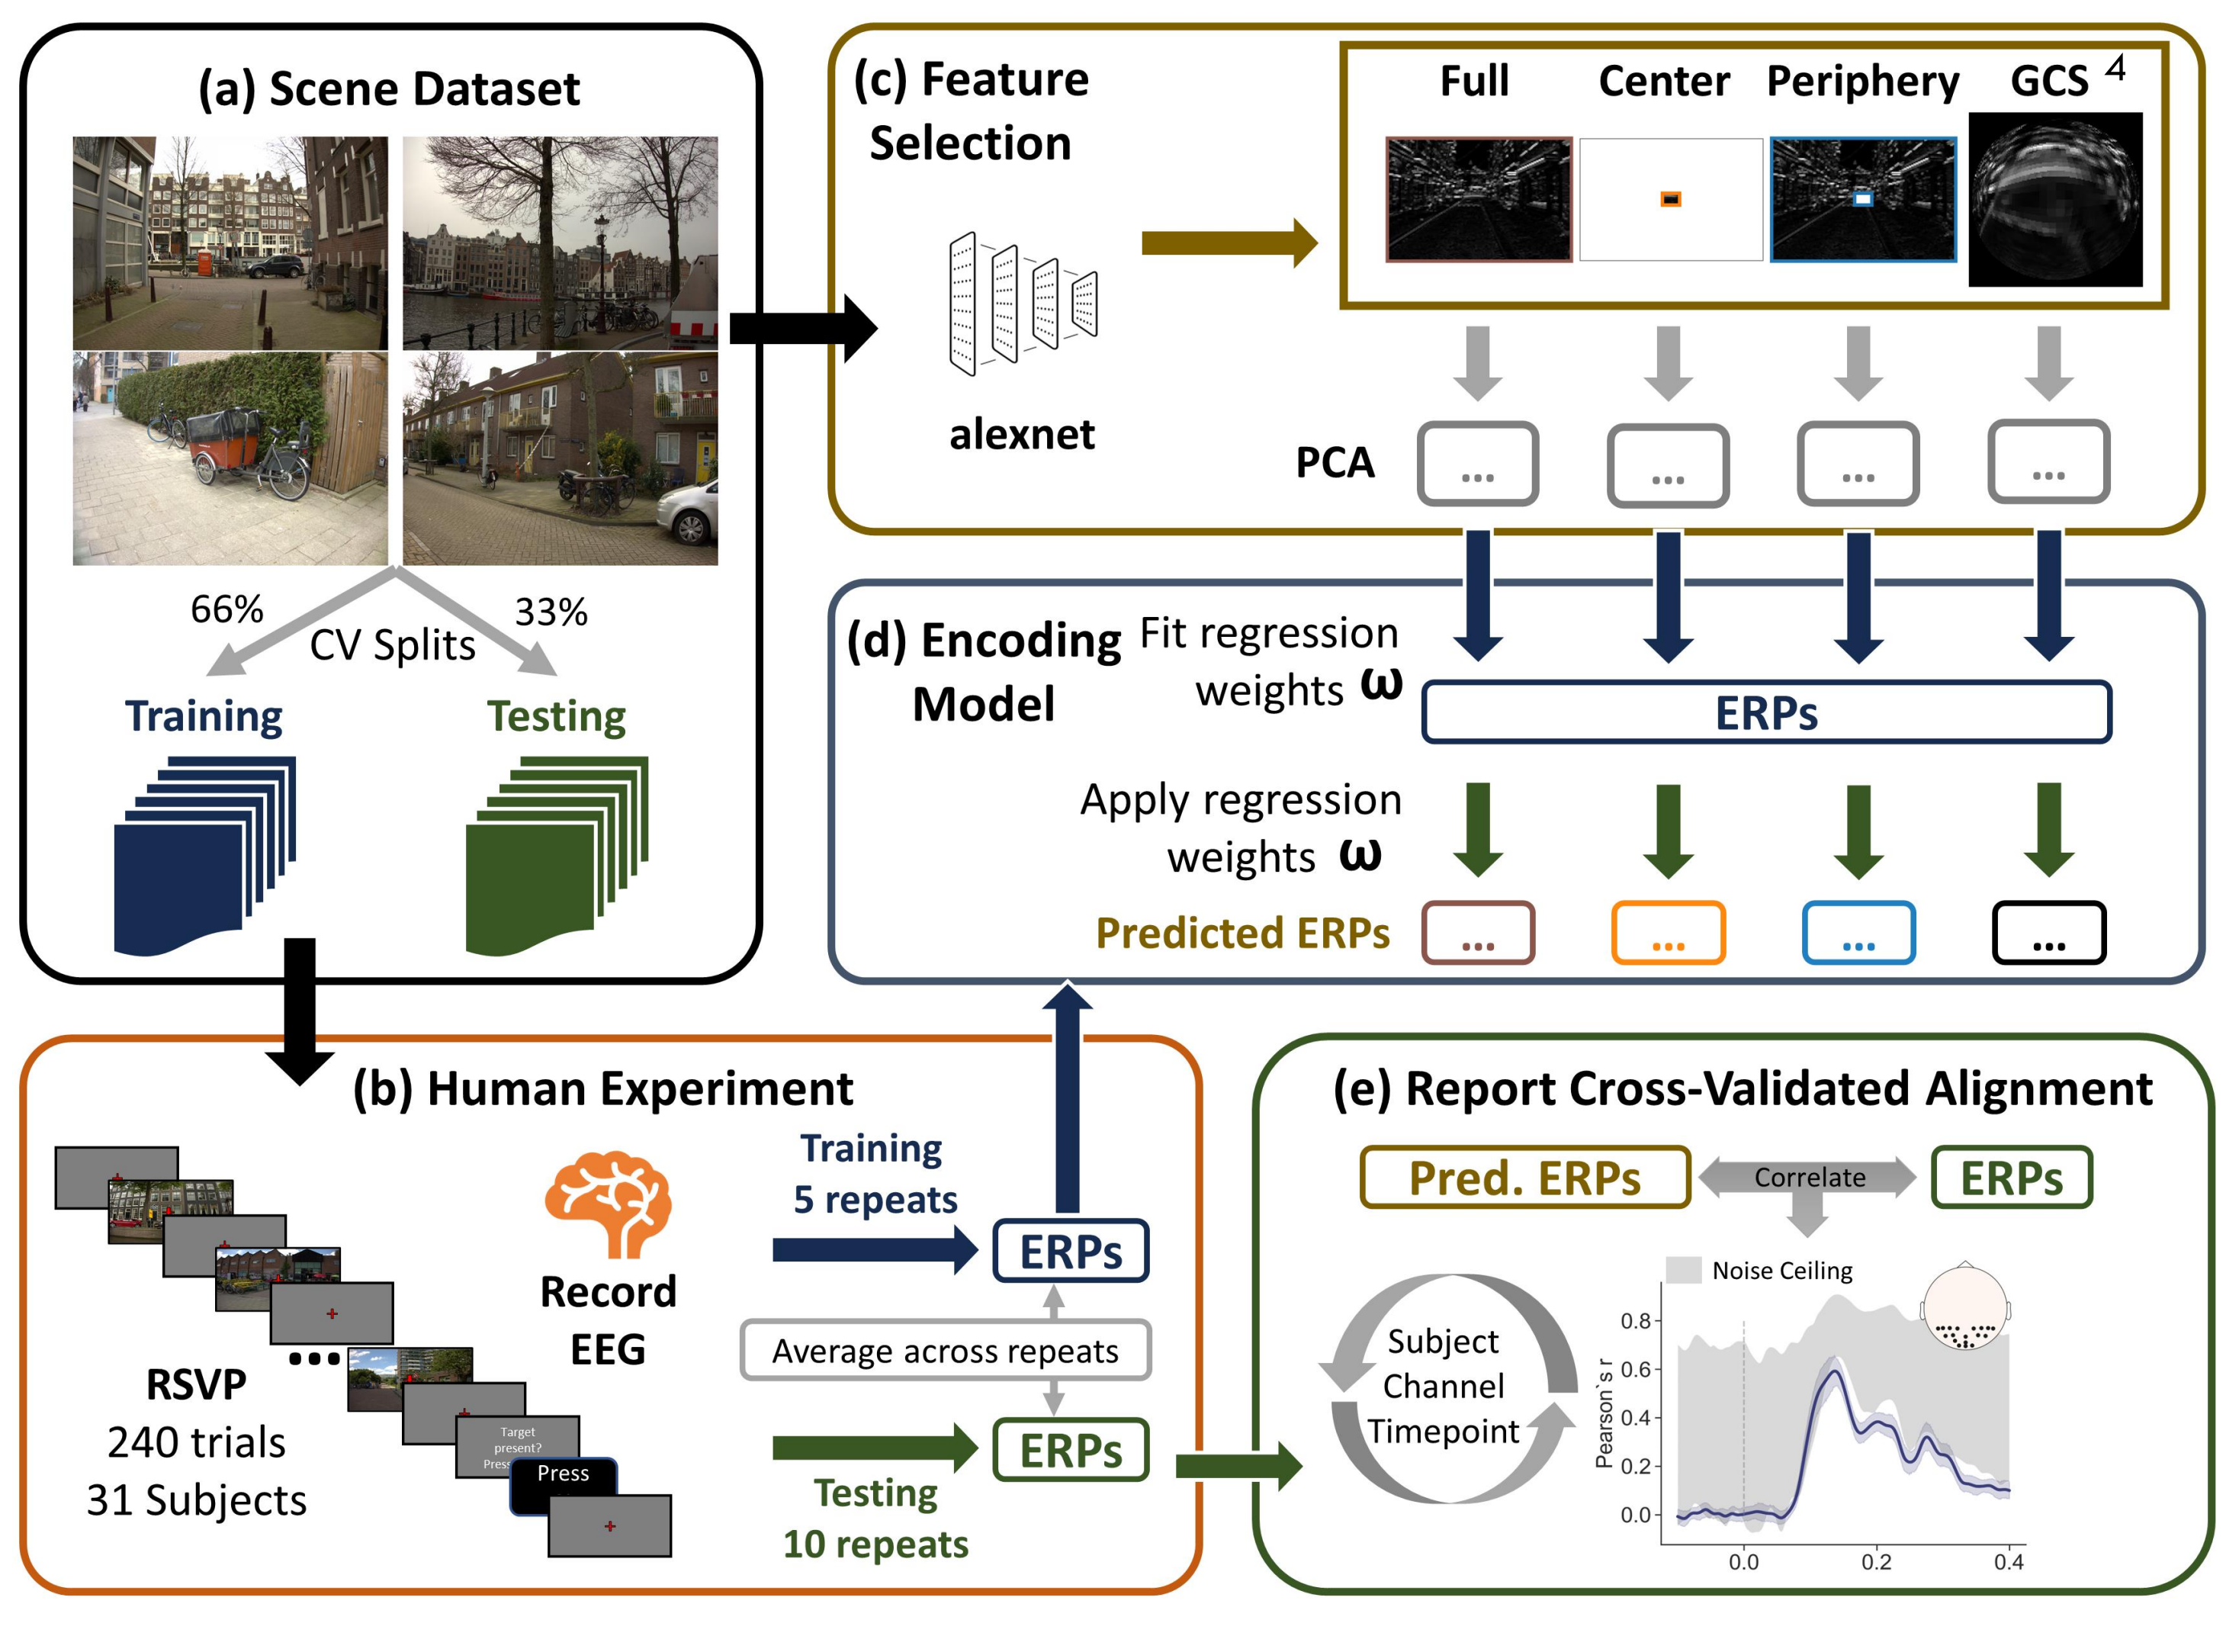 (a) Scene Dataset
66%
33%
CV Splits
Training
Testing
(c) Feature
Selection
alexnet
Full
Center
Periphery
GCS 4
PCA
...
...
...
...
(d) Encoding
Model
Fit regression
weights ω
ERPs
Apply regression
weights ω
Predicted ERPs
...
...
...
...
(b) Human Experiment
...
Target
present?
Press
Press
RSVP
240 trials
31 Subjects
Record
EEG
Training
5 repeats
ERPs
Average across repeats
ERPs
Testing
10 repeats
(e) Report Cross-Validated Alignment
Pred. ERPs
Correlate
ERPs
Subject
Channel
Timepoint
Noise Ceiling
Pearson`s r
0.8
0.6
0.4
0.2
0.0
0.0
0.2
0.4